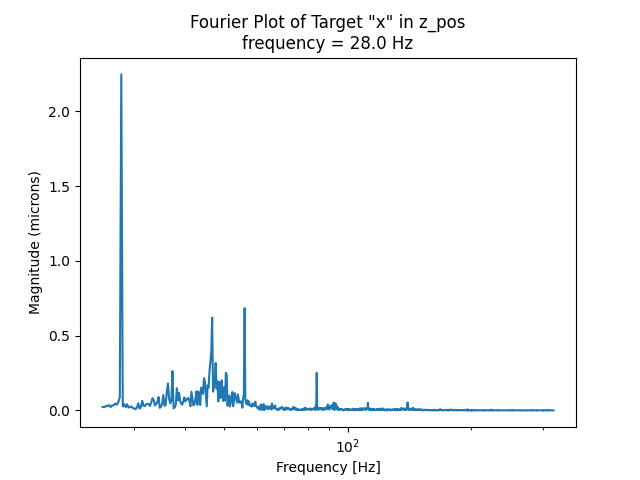 Fourier Plot of Target "x" in z_pos
frequency = 28.0 Hz
Magnitude (microns)
2.0
1.5
1.0
0.5
0.0
10²
Frequency [Hz]